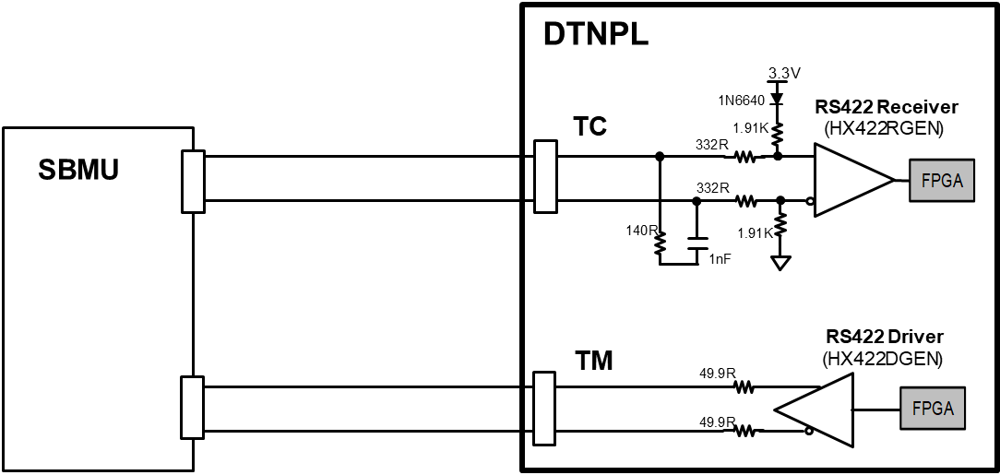 DTNPL
3.3V
1N6640
RS422 Receiver
(HX422RGEN)
TC
1.91K
332R
SBMU
FPGA
332R
140R
1.91K
1nF
RS422 Driver
(HX422DGEN)
TM
49.9R
FPGA
49.9R